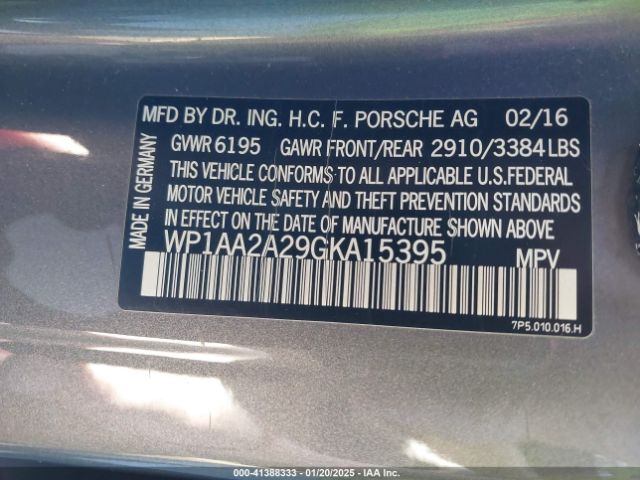 MFD BY DR. ING. H.C. F. PORSCHE AG 02/16
GVWR 6195 GAWR FRONT/REAR 2910/3384 LBS
THIS VEHICLE CONFORMS TO ALL APPLICABLE U.S.FEDERAL
MOTOR VEHICLE SAFETY AND THEFT PREVENTION STANDARDS
IN EFFECT ON THE DATE OF MANUFACTURE SHOWN ABOVE
WP1AA2A29GKA15395 MPV
MADE IN GERMANY
7P5.010.016.H
000-41388333 - 01/20/2025 - IAA Inc.